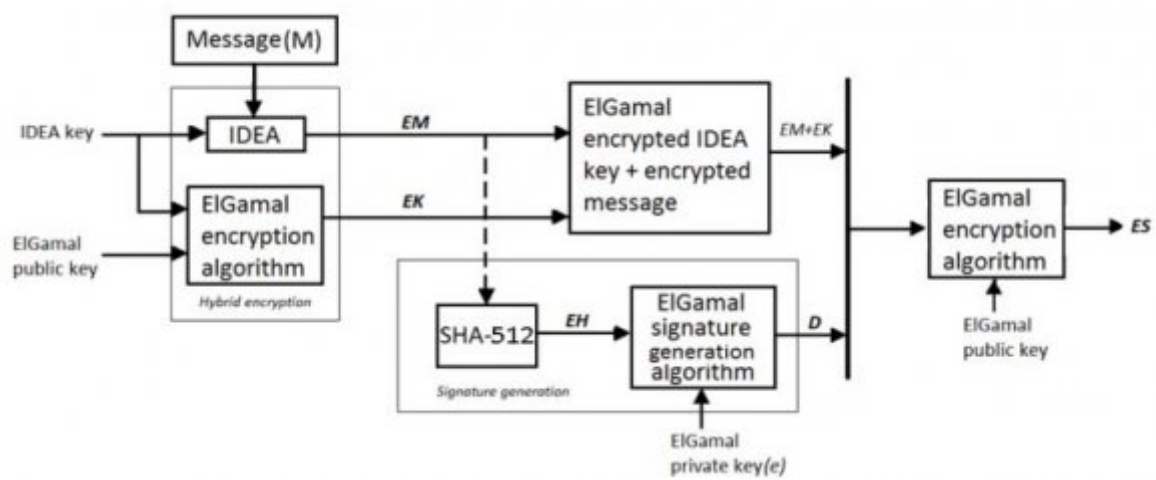 Message(M)
IDEA key
IDEA
EM
ElGamal
encrypted IDEA
key + encrypted
message
EM+EK
ElGamal
public key
ElGamal
encryption
algorithm
EK
Hybrid encryption
ElGamal
encryption
algorithm
ES
ElGamal
public key
SHA-512
EH
ElGamal
signature
generation
algorithm
D
Signature generation
ElGamal
private key(e)